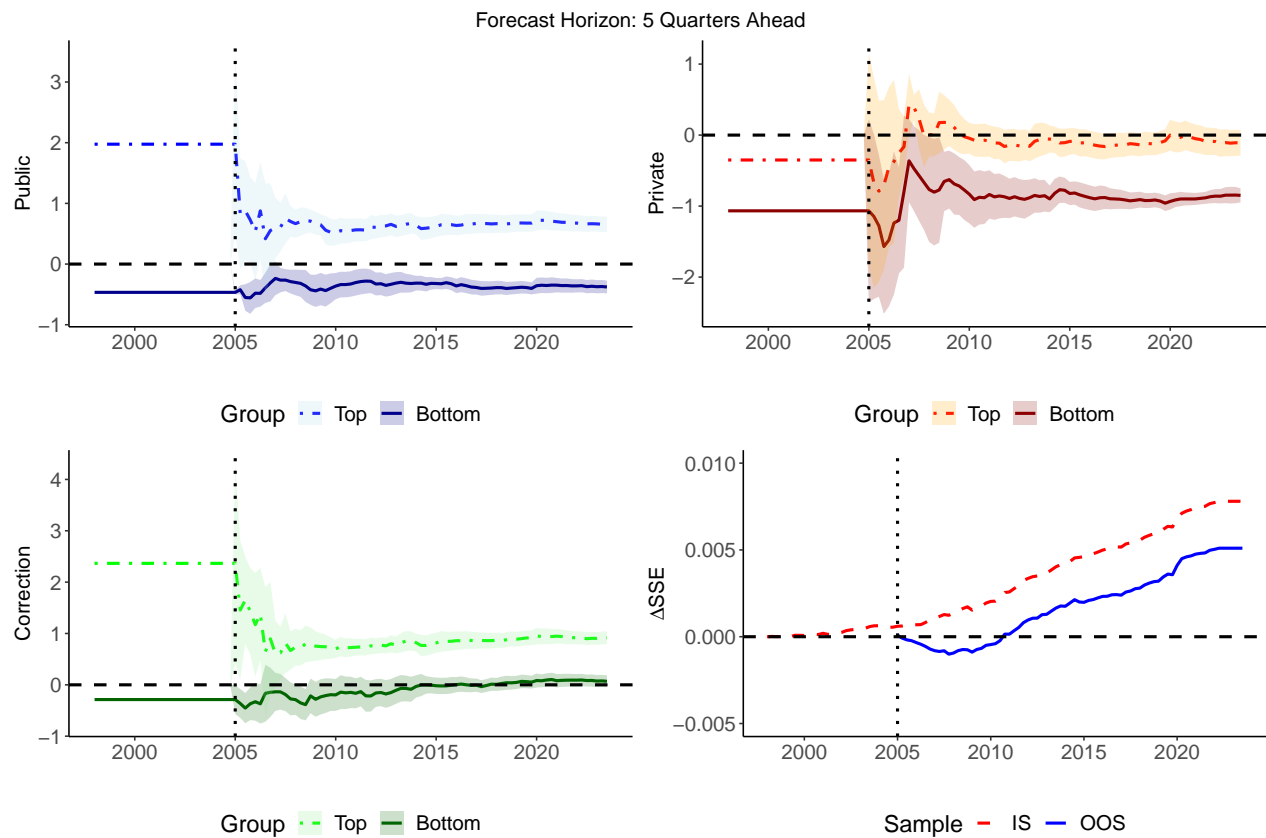 Forecast Horizon: 5 Quarters Ahead
Public
3
2
1
0
−1
2000 2005 2010 2015 2020
Group Top Bottom
Private
1
0
−1
−2
2000 2005 2010 2015 2020
Group Top Bottom
Correction
4
3
2
1
0
−1
2000 2005 2010 2015 2020
Group Top Bottom
ΔSSE
0.010
0.005
0.000
−0.005
2000 2005 2010 2015 2020
Sample IS OOS